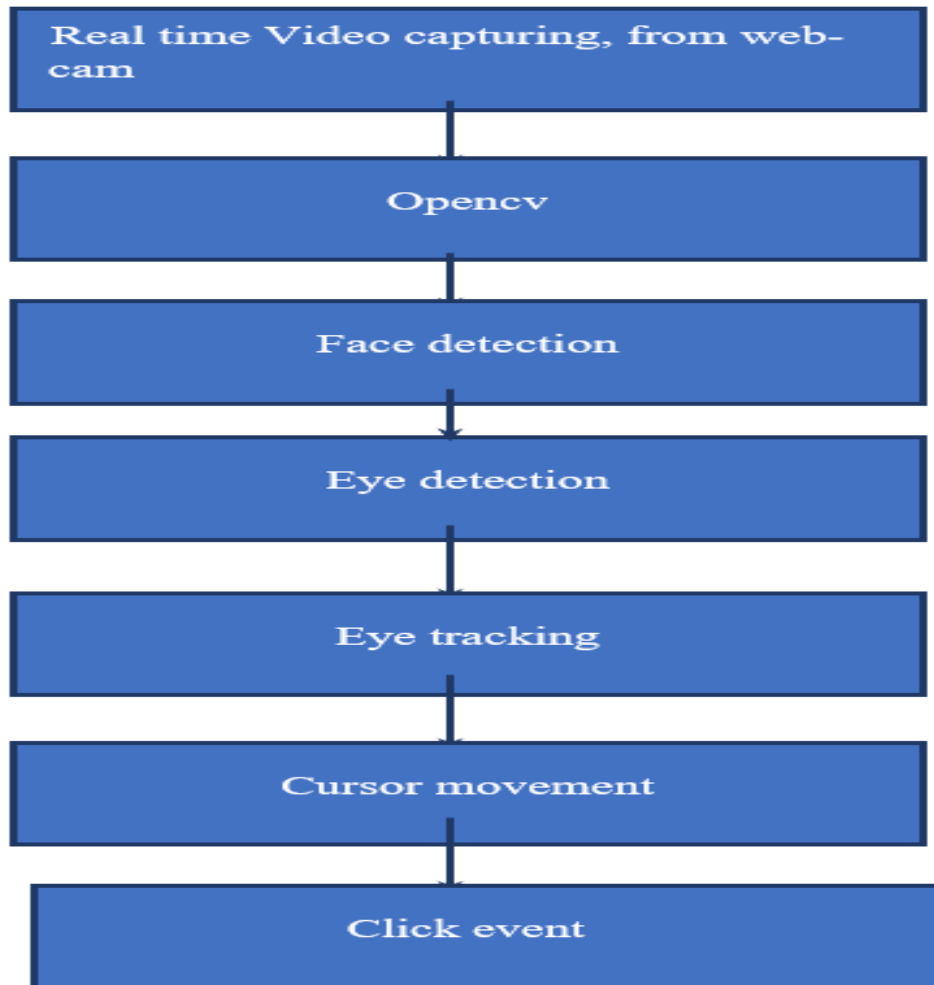 Real time Video capturing, from web-
cam
Opencv
Face detection
Eye detection
Eye tracking
Cursor movement
Click event